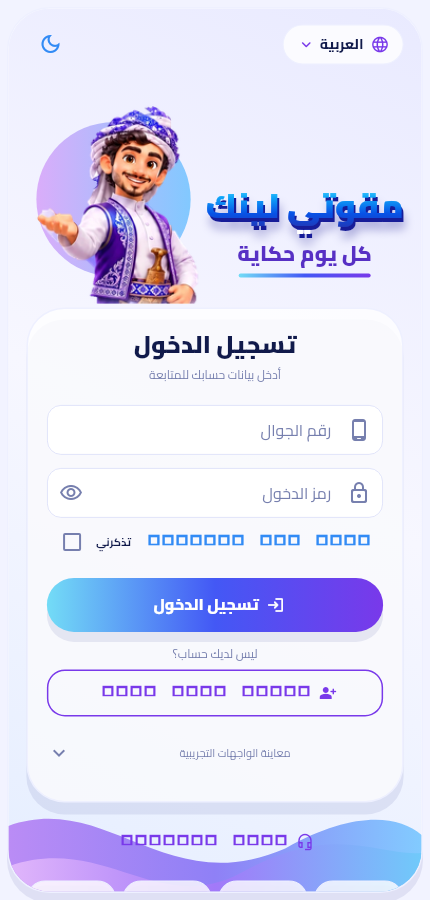 العربية
مقوتي لينك
كل يوم حكاية
تسجيل الدخول
أدخل بيانات حسابك للمتابعة
رقم الجوال
رمز الدخول
تذكرني
تسجيل الدخول
ليس لديك حساب؟
معاينة الواجهات التجريبية